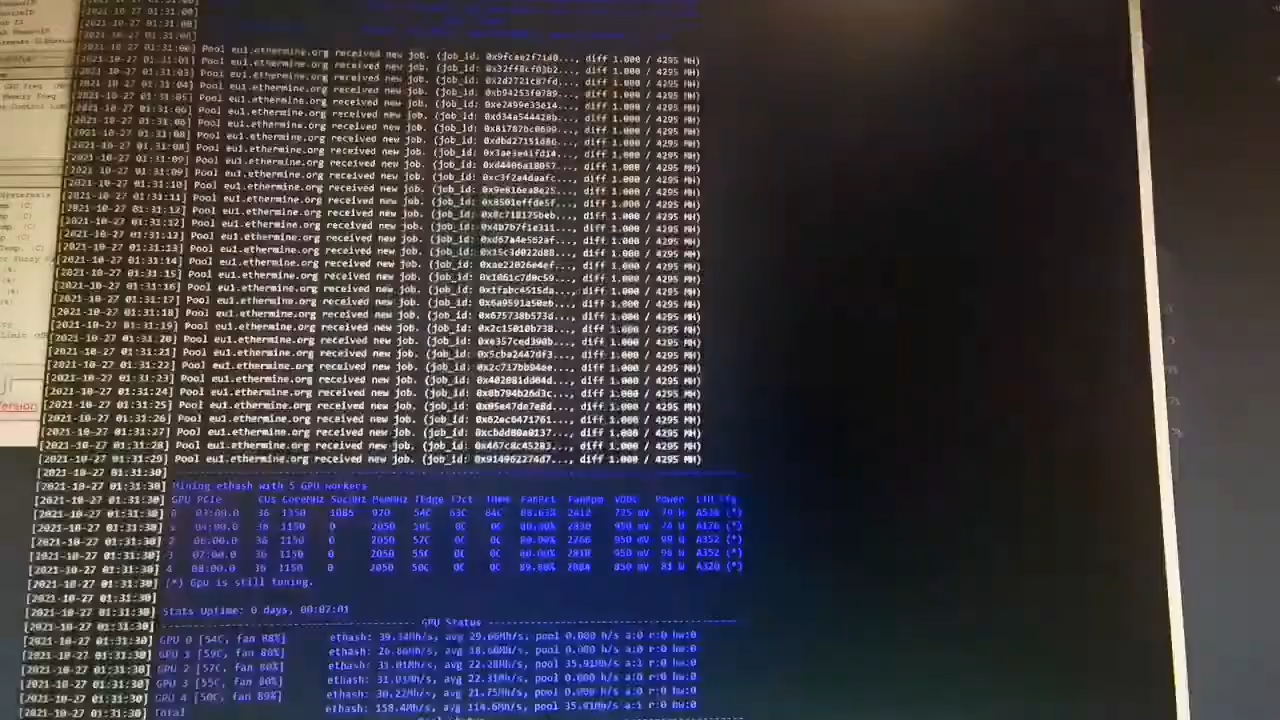 [2021-10-27 01:31:00]
[2021-10-27 01:31:00] Pool eu1.ethermine.org received new job. (job_id: 0x9fcae2f71d0..., diff 1.000 / 4295 MH)
[2021-10-27 01:31:01] Pool eu1.ethermine.org received new job. (job_id: 0x32ff8cf03b2..., diff 1.000 / 4295 MH)
[2021-10-27 01:31:03] Pool eu1.ethermine.org received new job. (job_id: 0x2d2721c87fd..., diff 1.000 / 4295 MH)
[2021-10-27 01:31:04] Pool eu1.ethermine.org received new job. (job_id: 0xb94253f0789..., diff 1.000 / 4295 MH)
[2021-10-27 01:31:05] Pool eu1.ethermine.org received new job. (job_id: 0xe2499e33e14..., diff 1.000 / 4295 MH)
[2021-10-27 01:31:06] Pool eu1.ethermine.org received new job. (job_id: 0xd34a544428b..., diff 1.000 / 4295 MH)
[2021-10-27 01:31:06] Pool eu1.ethermine.org received new job. (job_id: 0x81787bc0699..., diff 1.000 / 4295 MH)
[2021-10-27 01:31:08] Pool eu1.ethermine.org received new job. (job_id: 0xdbd27151d86..., diff 1.000 / 4295 MH)
[2021-10-27 01:31:08] Pool eu1.ethermine.org received new job. (job_id: 0x3ae3e41fd14..., diff 1.000 / 4295 MH)
[2021-10-27 01:31:09] Pool eu1.ethermine.org received new job. (job_id: 0xd4406a18057..., diff 1.000 / 4295 MH)
[2021-10-27 01:31:09] Pool eu1.ethermine.org received new job. (job_id: 0xc3f2a4daafc..., diff 1.000 / 4295 MH)
[2021-10-27 01:31:10] Pool eu1.ethermine.org received new job. (job_id: 0x9e816ea8e25..., diff 1.000 / 4295 MH)
[2021-10-27 01:31:11] Pool eu1.ethermine.org received new job. (job_id: 0x8501effde5f..., diff 1.000 / 4295 MH)
[2021-10-27 01:31:12] Pool eu1.ethermine.org received new job. (job_id: 0x8c718175beb..., diff 1.000 / 4295 MH)
[2021-10-27 01:31:12] Pool eu1.ethermine.org received new job. (job_id: 0x4b7b7f1e311..., diff 1.000 / 4295 MH)
[2021-10-27 01:31:12] Pool eu1.ethermine.org received new job. (job_id: 0xd67a4e562af..., diff 1.000 / 4295 MH)
[2021-10-27 01:31:13] Pool eu1.ethermine.org received new job. (job_id: 0x15c3d022d88..., diff 1.000 / 4295 MH)
[2021-10-27 01:31:14] Pool eu1.ethermine.org received new job. (job_id: 0xae22026e4ef..., diff 1.000 / 4295 MH)
[2021-10-27 01:31:15] Pool eu1.ethermine.org received new job. (job_id: 0x1061c7d0c59..., diff 1.000 / 4295 MH)
[2021-10-27 01:31:16] Pool eu1.ethermine.org received new job. (job_id: 0x1fabc4515da..., diff 1.000 / 4295 MH)
[2021-10-27 01:31:17] Pool eu1.ethermine.org received new job. (job_id: 0x6a9591a50eb..., diff 1.000 / 4295 MH)
[2021-10-27 01:31:18] Pool eu1.ethermine.org received new job. (job_id: 0x675738b573d..., diff 1.000 / 4295 MH)
[2021-10-27 01:31:19] Pool eu1.ethermine.org received new job. (job_id: 0x2c15010b738..., diff 1.000 / 4295 MH)
[2021-10-27 01:31:20] Pool eu1.ethermine.org received new job. (job_id: 0xe357ced390b..., diff 1.000 / 4295 MH)
[2021-10-27 01:31:21] Pool eu1.ethermine.org received new job. (job_id: 0x5cba2447df3..., diff 1.000 / 4295 MH)
[2021-10-27 01:31:22] Pool eu1.ethermine.org received new job. (job_id: 0x2c717bb94ee..., diff 1.000 / 4295 MH)
[2021-10-27 01:31:23] Pool eu1.ethermine.org received new job. (job_id: 0x402081dd04d..., diff 1.000 / 4295 MH)
[2021-10-27 01:31:24] Pool eu1.ethermine.org received new job. (job_id: 0x0b794b26d3c..., diff 1.000 / 4295 MH)
[2021-10-27 01:31:25] Pool eu1.ethermine.org received new job. (job_id: 0x05e47de7e8d..., diff 1.000 / 4295 MH)
[2021-10-27 01:31:26] Pool eu1.ethermine.org received new job. (job_id: 0x62ec6471761..., diff 1.000 / 4295 MH)
[2021-10-27 01:31:27] Pool eu1.ethermine.org received new job. (job_id: 0xcbdd80a0137..., diff 1.000 / 4295 MH)
[2021-10-27 01:31:28] Pool eu1.ethermine.org received new job. (job_id: 0x467c8c45203..., diff 1.000 / 4295 MH)
[2021-10-27 01:31:29] Pool eu1.ethermine.org received new job. (job_id: 0x914962274d7..., diff 1.000 / 4295 MH)
[2021-10-27 01:31:30]
[2021-10-27 01:31:30] Mining ethash with 5 GPU workers
[2021-10-27 01:31:30] GPU PCIe CUs CoreMHz SocMHz MemMHz TEdge TJct TMem FanPct FanRpm VDDC Power ETH Cfg
[2021-10-27 01:31:30] 0 03:00.0 36 1350 1085 970 54C 63C 84C 88.63% 2412 725 mV 79 W (*)
[2021-10-27 01:31:30] 1 04:00.0 36 1150 0 2050 59C 0C 0C 80.00% 2830 950 mV 74 W (*)
[2021-10-27 01:31:30] 2 06:00.0 36 1150 0 2050 57C 0C 0C 80.00% 2766 950 mV A352 (*)
[2021-10-27 01:31:30] 3 07:00.0 36 1150 0 2050 55C 0C 0C 80.00% 2818 950 mV A352 (*)
[2021-10-27 01:31:30] 4 08:00.0 36 1150 0 2050 50C 0C 0C 89.80% 2084 850 mV 83 W A320 (*)
[2021-10-27 01:31:30] (*) Gpu is still tuning.
[2021-10-27 01:31:30]
[2021-10-27 01:31:30] Stats Uptime: 0 days, 00:02:01
[2021-10-27 01:31:30] GPU Status
[2021-10-27 01:31:30] GPU 0 [54C, fan 88%] ethash: 39.34Mh/s, avg 29.66Mh/s, pool 0.000 h/s a:0 r:0 hw:0
[2021-10-27 01:31:30] GPU 1 [59C, fan 80%] ethash: 26.80Mh/s, avg 18.60Mh/s, pool 0.000 h/s a:0 r:0 hw:0
[2021-10-27 01:31:30] GPU 2 [57C, fan 80%] ethash: 31.01Mh/s, avg 22.28Mh/s, pool 35.91Mh/s a:1 r:0 hw:0
[2021-10-27 01:31:30] GPU 3 [55C, fan 80%] ethash: 31.03Mh/s, avg 22.31Mh/s, pool 0.000 h/s a:0 r:0 hw:0
[2021-10-27 01:31:30] GPU 4 [50C, fan 89%] ethash: 30.22Mh/s, avg 21.75Mh/s, pool 0.000 h/s a:0 r:0 hw:0
[2021-10-27 01:31:30] Total ethash: 158.4Mh/s, avg 114.6Mh/s, pool 35.91Mh/s a:1 r:0 hw:0